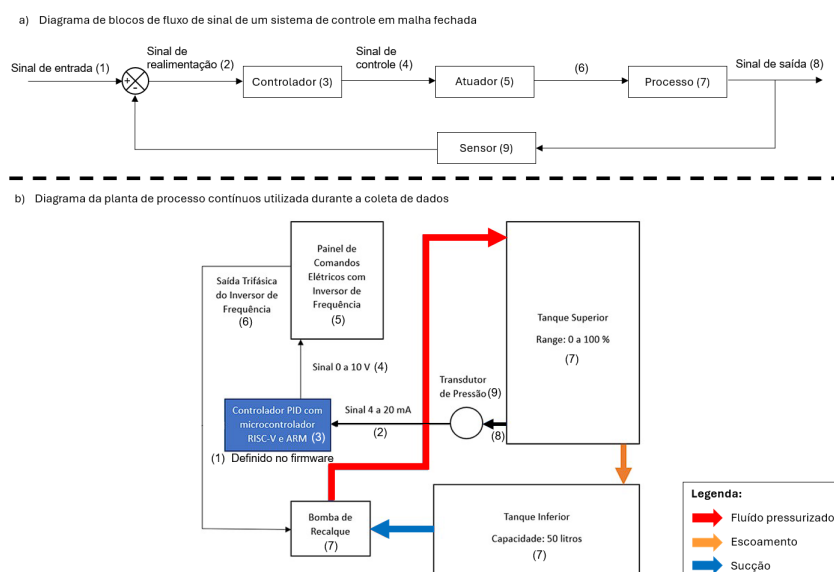 a) Diagrama de blocos de fluxo de sinal de um sistema de controle em malha fechada
Sinal de entrada (1)
Sinal de
realimentação (2)
Controlador (3)
Sinal de
controle (4)
Atuador (5)
(6)
Processo (7)
Sinal de saída (8)
+
-
Sensor (9)
b) Diagrama da planta de processo contínuos utilizada durante a coleta de dados
Painel de
Comandos
Elétricos com
Inversor de
Frequência
(5)
Saída Trifásica
do Inversor de
Frequência
(6)
Sinal 0 a 10 V (4)
Controlador PID com
microcontrolador
RISC-V e ARM (3)
(1) Definido no firmware
Sinal 4 a 20 mA
(2)
Transdutor
de Pressão (9)
(8)
Tanque Superior
Range: 0 a 100 %
(7)
Bomba de
Recalque
(7)
Tanque Inferior
Capacidade: 50 litros
(7)
Legenda:
Fluído pressurizado
Escoamento
Sucção